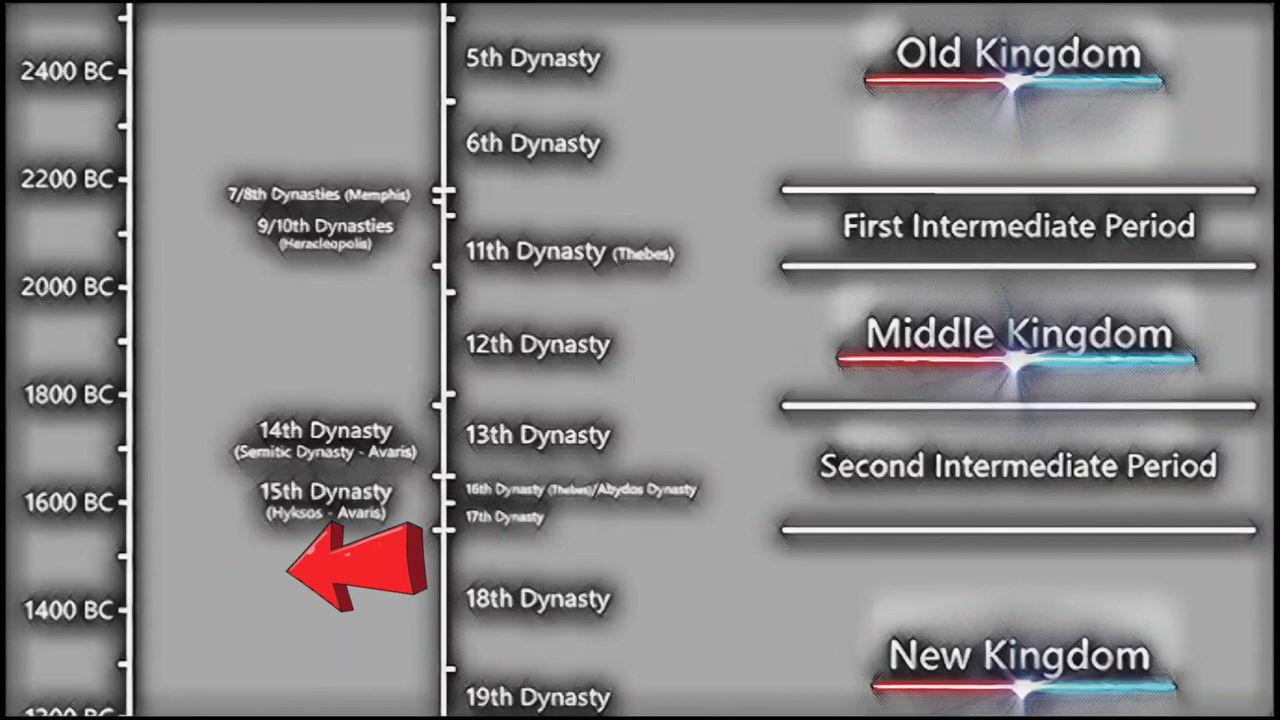 2400 BC
2200 BC
2000 BC
1800 BC
1600 BC
1400 BC
7/8th Dynasties (Memphis)
9/10th Dynasties
(Heracleopolis)
14th Dynasty
(Semitic Dynasty - Avaris)
15th Dynasty
(Hyksos - Avaris)
5th Dynasty
6th Dynasty
11th Dynasty (Thebes)
12th Dynasty
13th Dynasty
16th Dynasty (Thebes)/Abydos Dynasty
17th Dynasty
18th Dynasty
19th Dynasty
Old Kingdom
First Intermediate Period
Middle Kingdom
Second Intermediate Period
New Kingdom